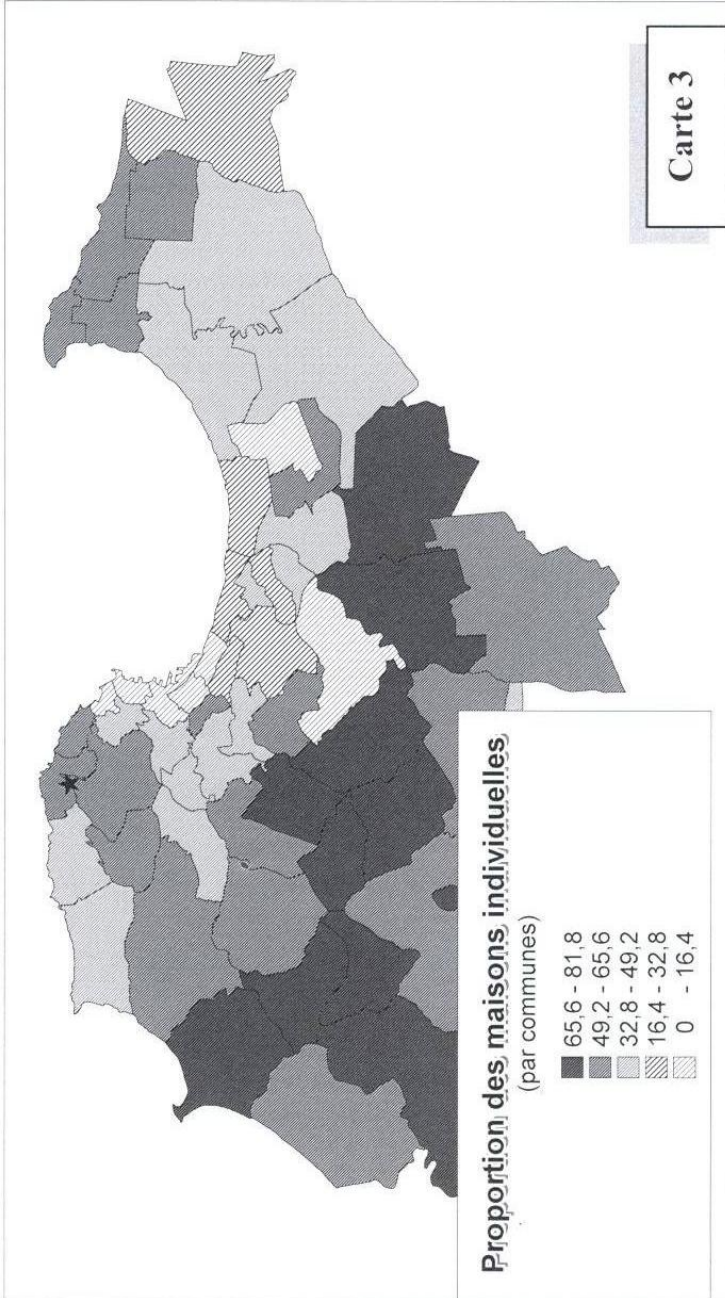 Carte 3
Proportion des maisons individuelles
(par communes)
65,6 - 81,8
49,2 - 65,6
32,8 - 49,2
16,4 - 32,8
0 - 16,4